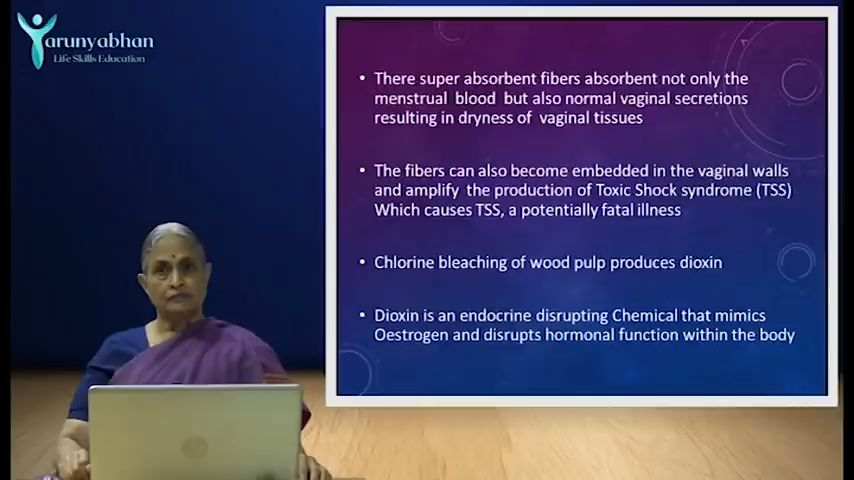 arunyabhan
Life Skills Education
• There super absorbent fibers absorbent not only the
menstrual blood but also normal vaginal secretions
resulting in dryness of vaginal tissues
• The fibers can also become embedded in the vaginal walls
and amplify the production of Toxic Shock syndrome (TSS)
Which causes TSS, a potentially fatal illness
• Chlorine bleaching of wood pulp produces dioxin
• Dioxin is an endocrine disrupting Chemical that mimics
Oestrogen and disrupts hormonal function within the body